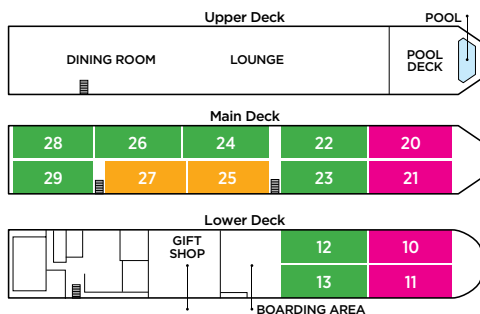 Upper Deck
POOL
DINING ROOM
LOUNGE
POOL
DECK
Main Deck
28 26 24 22 20
29 27 25 23 21
Lower Deck
GIFT
SHOP
12 10
13 11
BOARDING AREA